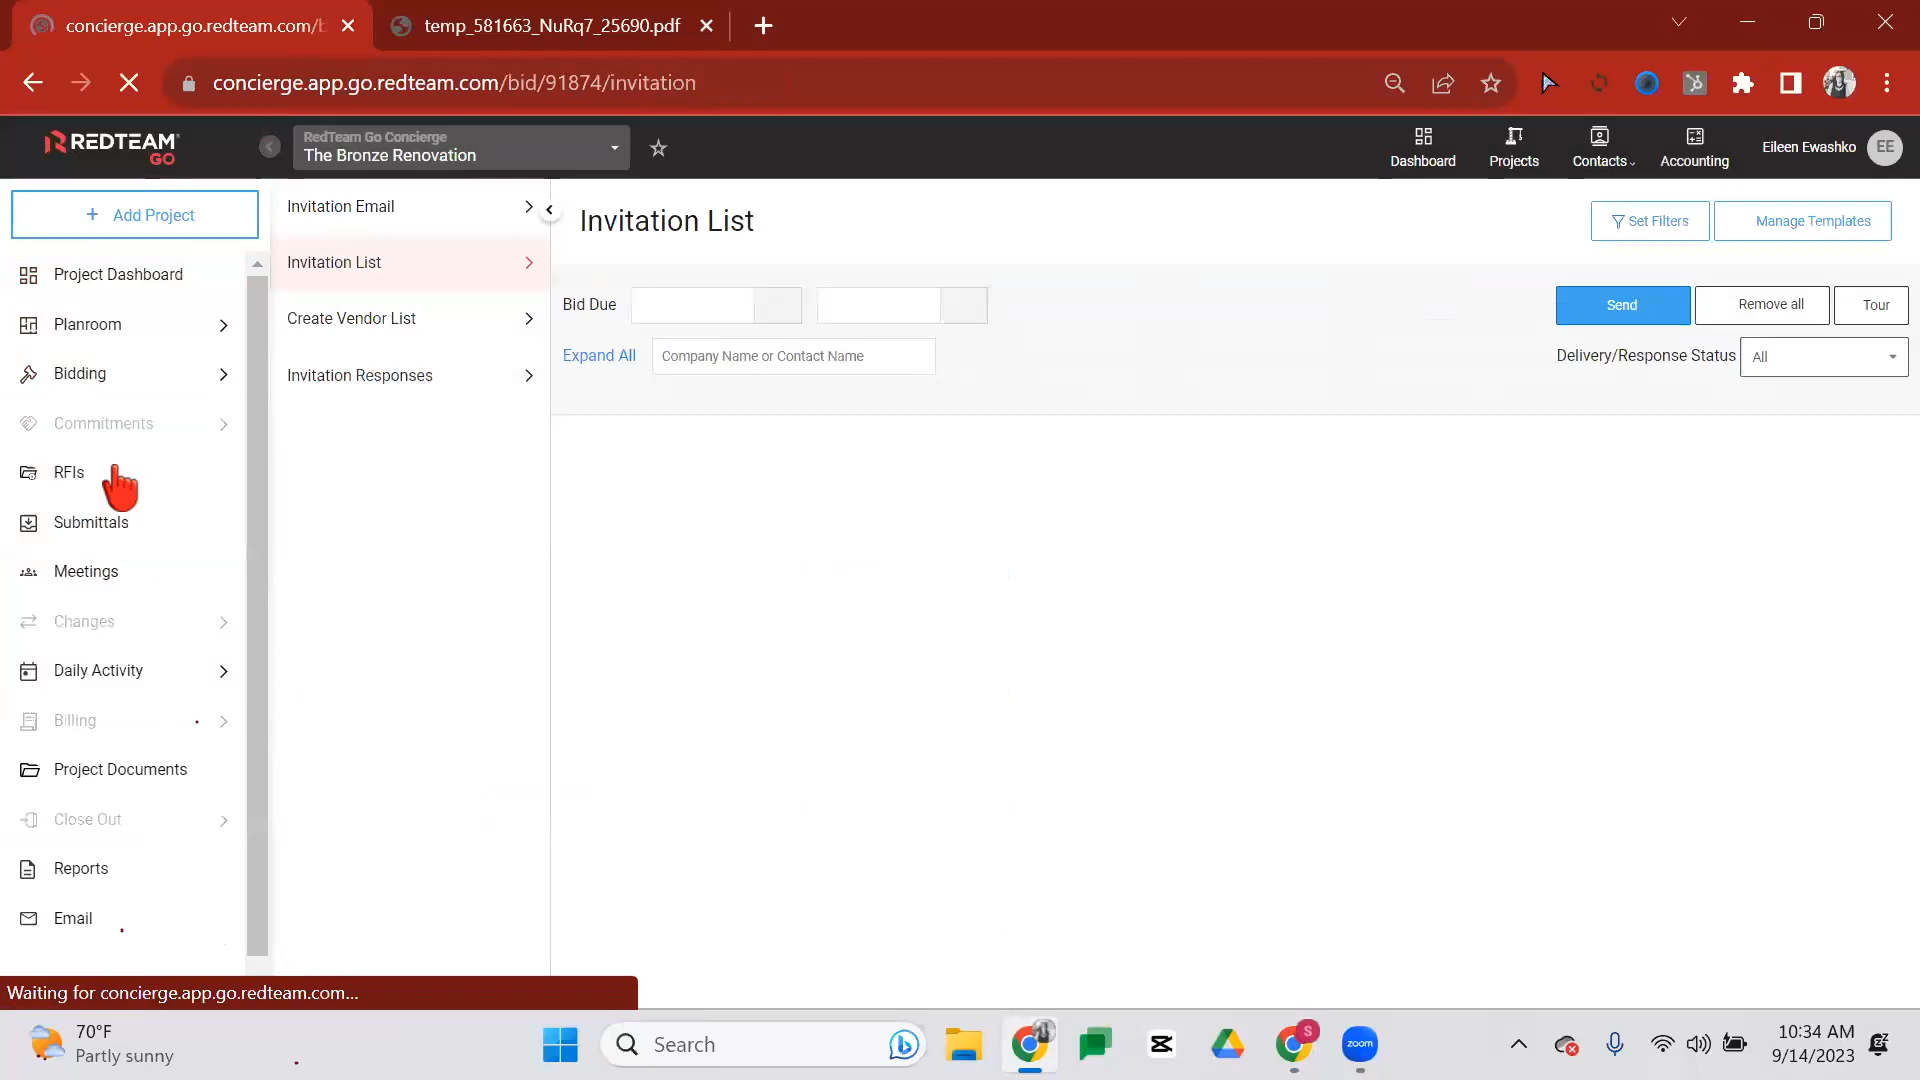 concierge.app.go.redteam.com/b
temp_581663_NuRq7_25690.pdf
concierge.app.go.redteam.com/bid/91874/invitation
REDTEAM GO
RedTeam Go Concierge
The Bronze Renovation
Dashboard
Projects
Contacts
Accounting
Eileen Ewashko
EE
+ Add Project
Project Dashboard
Planroom
Bidding
Commitments
RFIs
Submittals
Meetings
Changes
Daily Activity
Billing
Project Documents
Close Out
Reports
Email
Invitation Email
Invitation List
Create Vendor List
Invitation Responses
Invitation List
Set Filters
Manage Templates
Bid Due
Send
Remove all
Tour
Expand All
Company Name or Contact Name
Delivery/Response Status
All
Waiting for concierge.app.go.redteam.com...
70°F
Partly sunny
Search
S
zoom
10:34 AM
9/14/2023